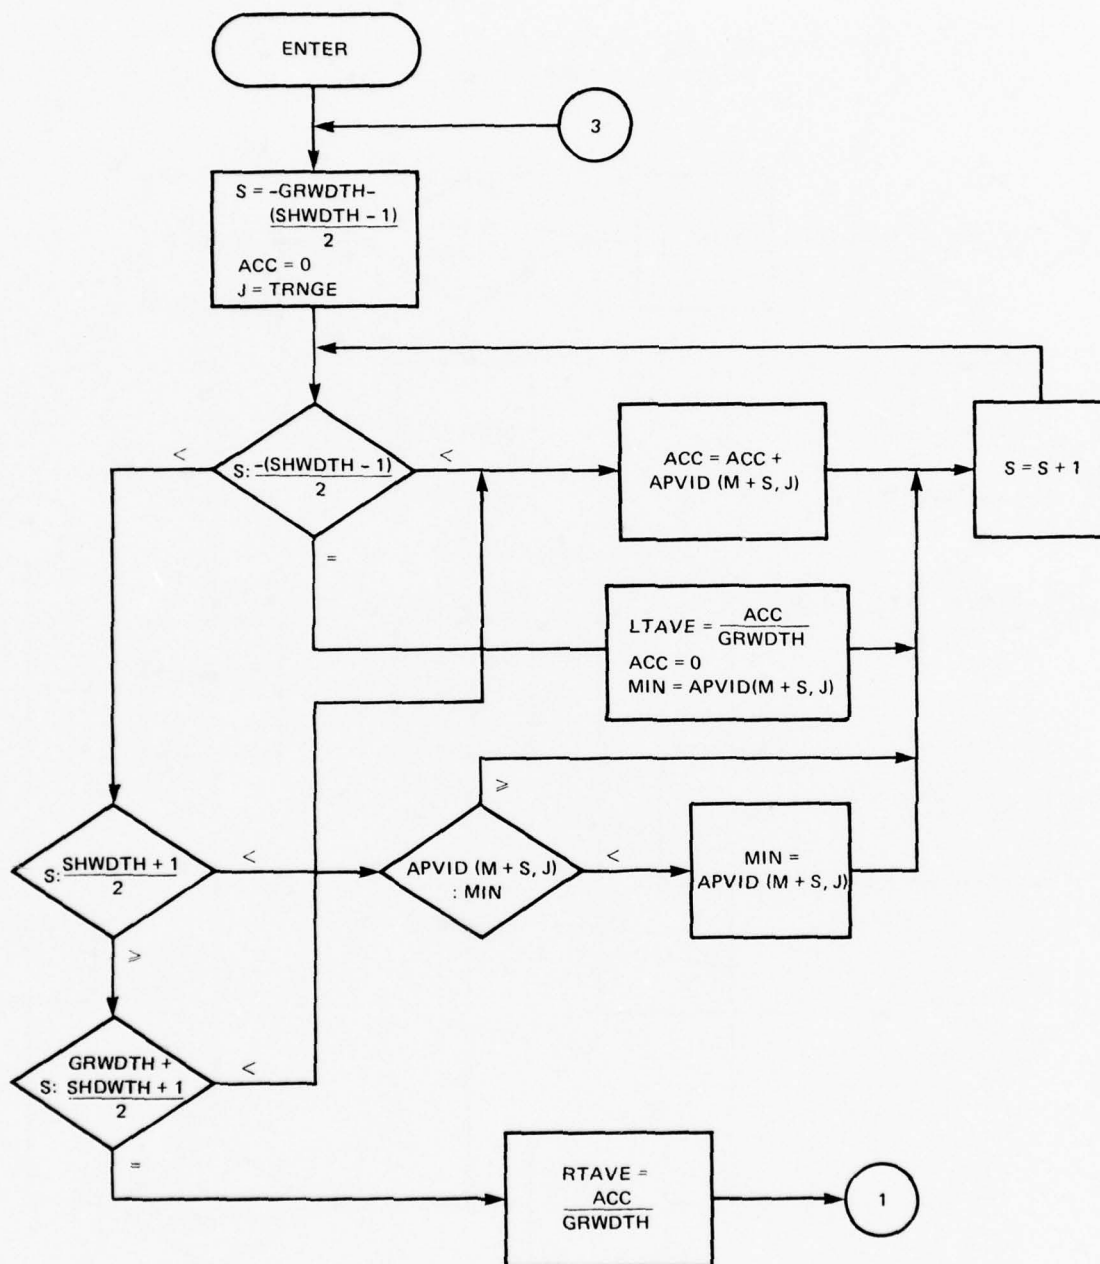 ENTER
3
S = -GRWDTH-
(SHWDTH - 1)
2
ACC = 0
J = TRNGE
<
S: -(SHWDTH - 1)
2
<
=
ACC = ACC +
APVID (M + S, J)
S = S + 1
LTAVE = ACC
GRWDTH
ACC = 0
MIN = APVID(M + S, J)
S: SHWDTH + 1
2
<
⩾
⩾
APVID (M + S, J)
: MIN
<
MIN =
APVID (M + S, J)
GRWDTH +
S: SHDWTH + 1
2
<
=
RTAVE =
ACC
GRWDTH
1